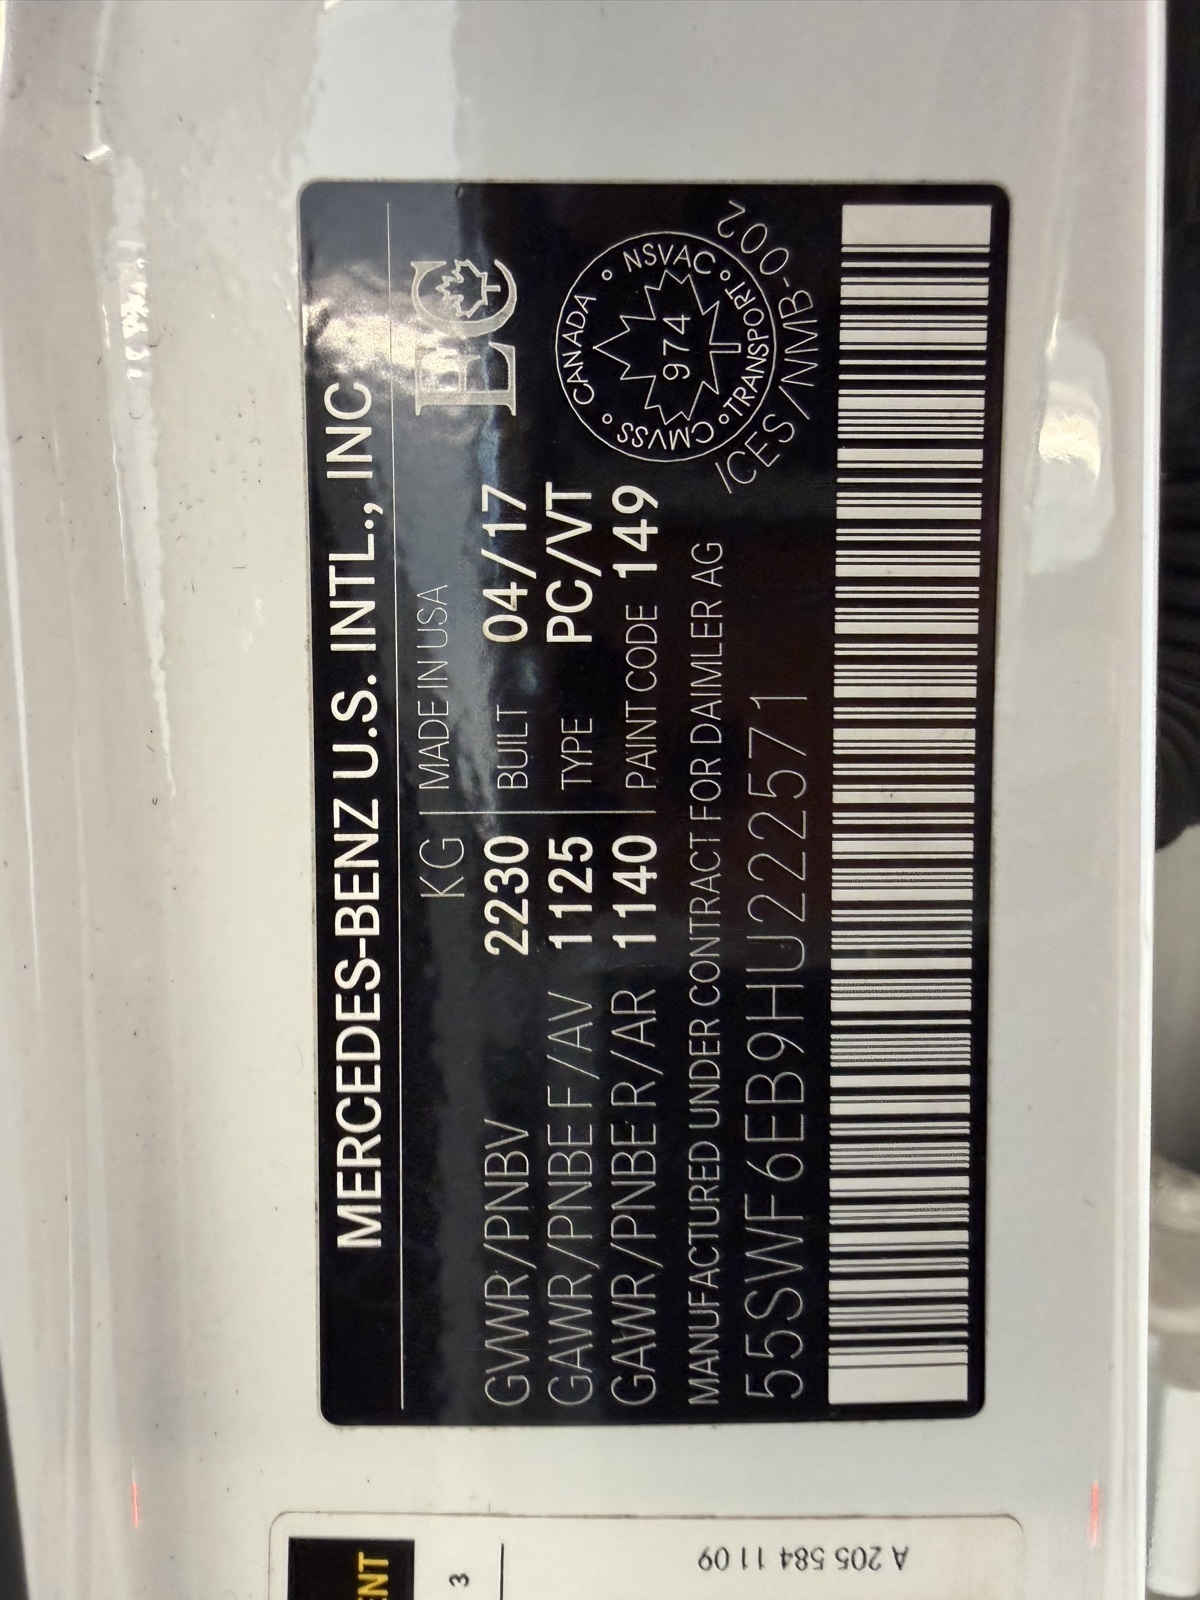 MERCEDES-BENZ U.S. INTL., INC
KG MADE IN USA
EC
GVWR/PNBV 2230 BUILT 04/17
GAWR/PNBE F/AV 1125 TYPE PC/VT
GAWR/PNBE R/AR 1140 PAINT CODE 149
MANUFACTURED UNDER CONTRACT FOR DAIMLER AG
55SWF6EB9HU222571
CANADA
NSVAC
TRANSPORT
CMVSS
974
ICES/NMB-002
3
A 205 584 11 09